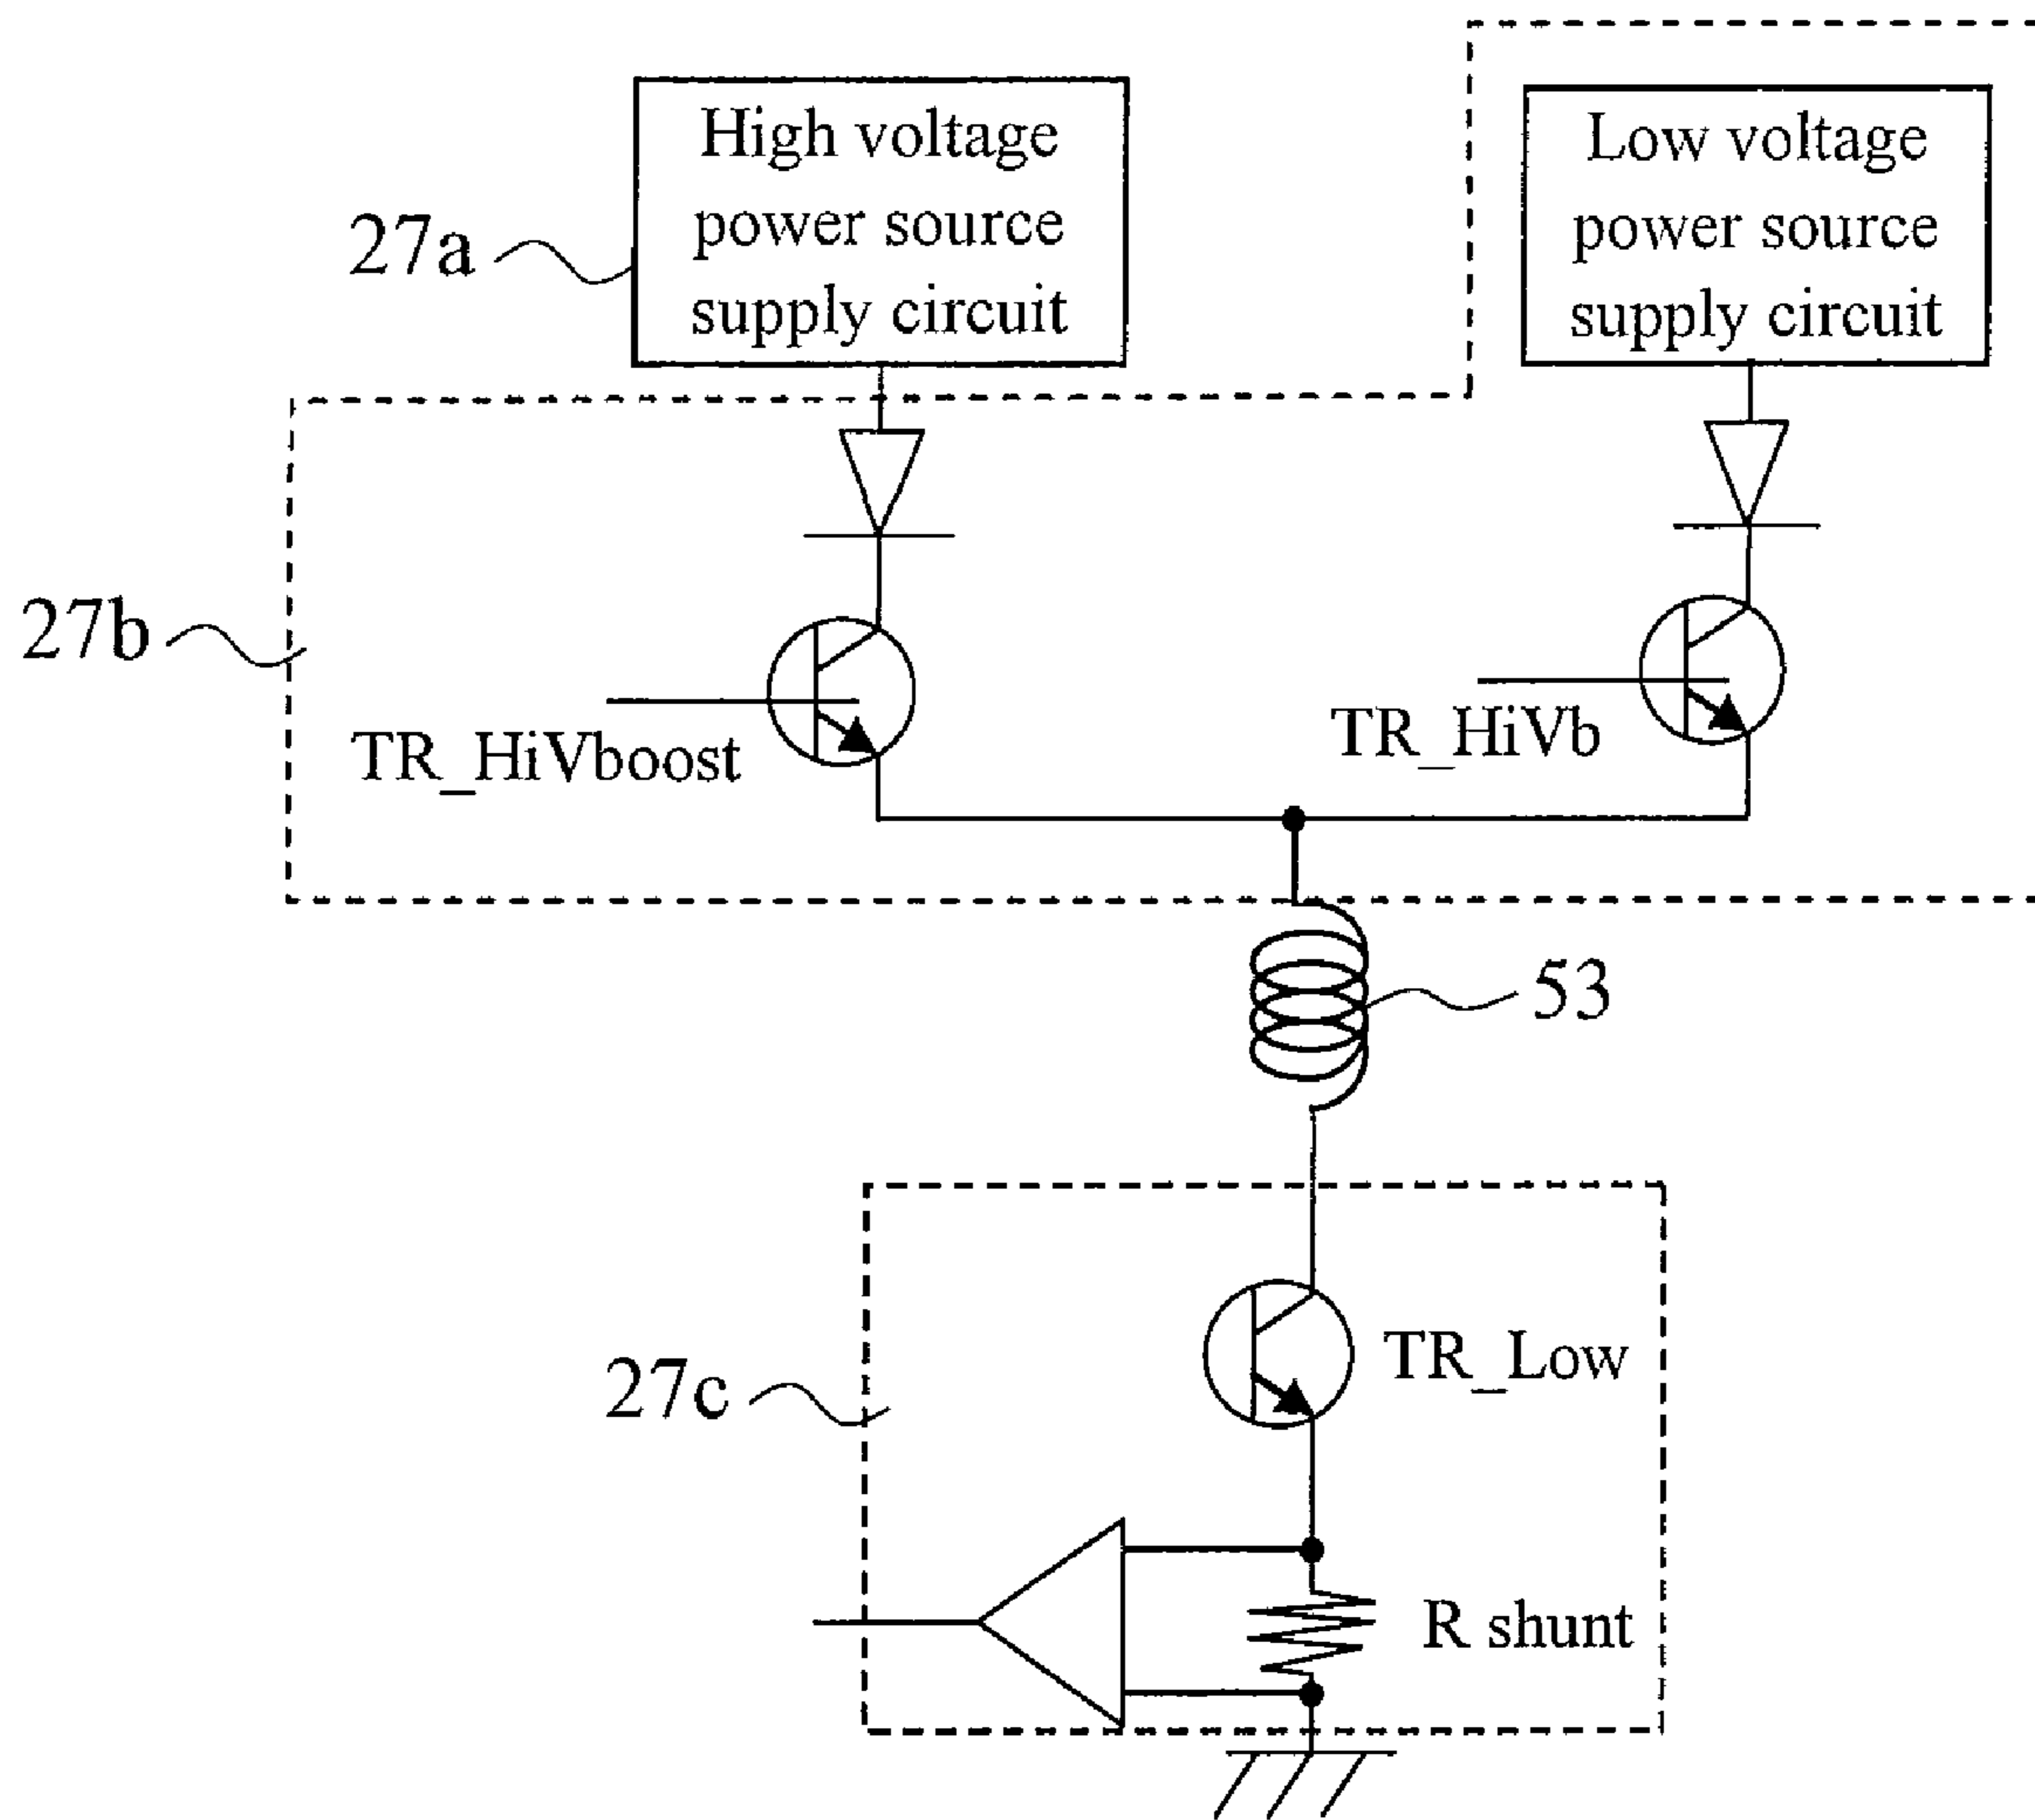 High voltage
power source
supply circuit
Low voltage
power source
supply circuit
27a
27b
TR_HiVboost
TR_HiVb
53
27c
TR_Low
R shunt